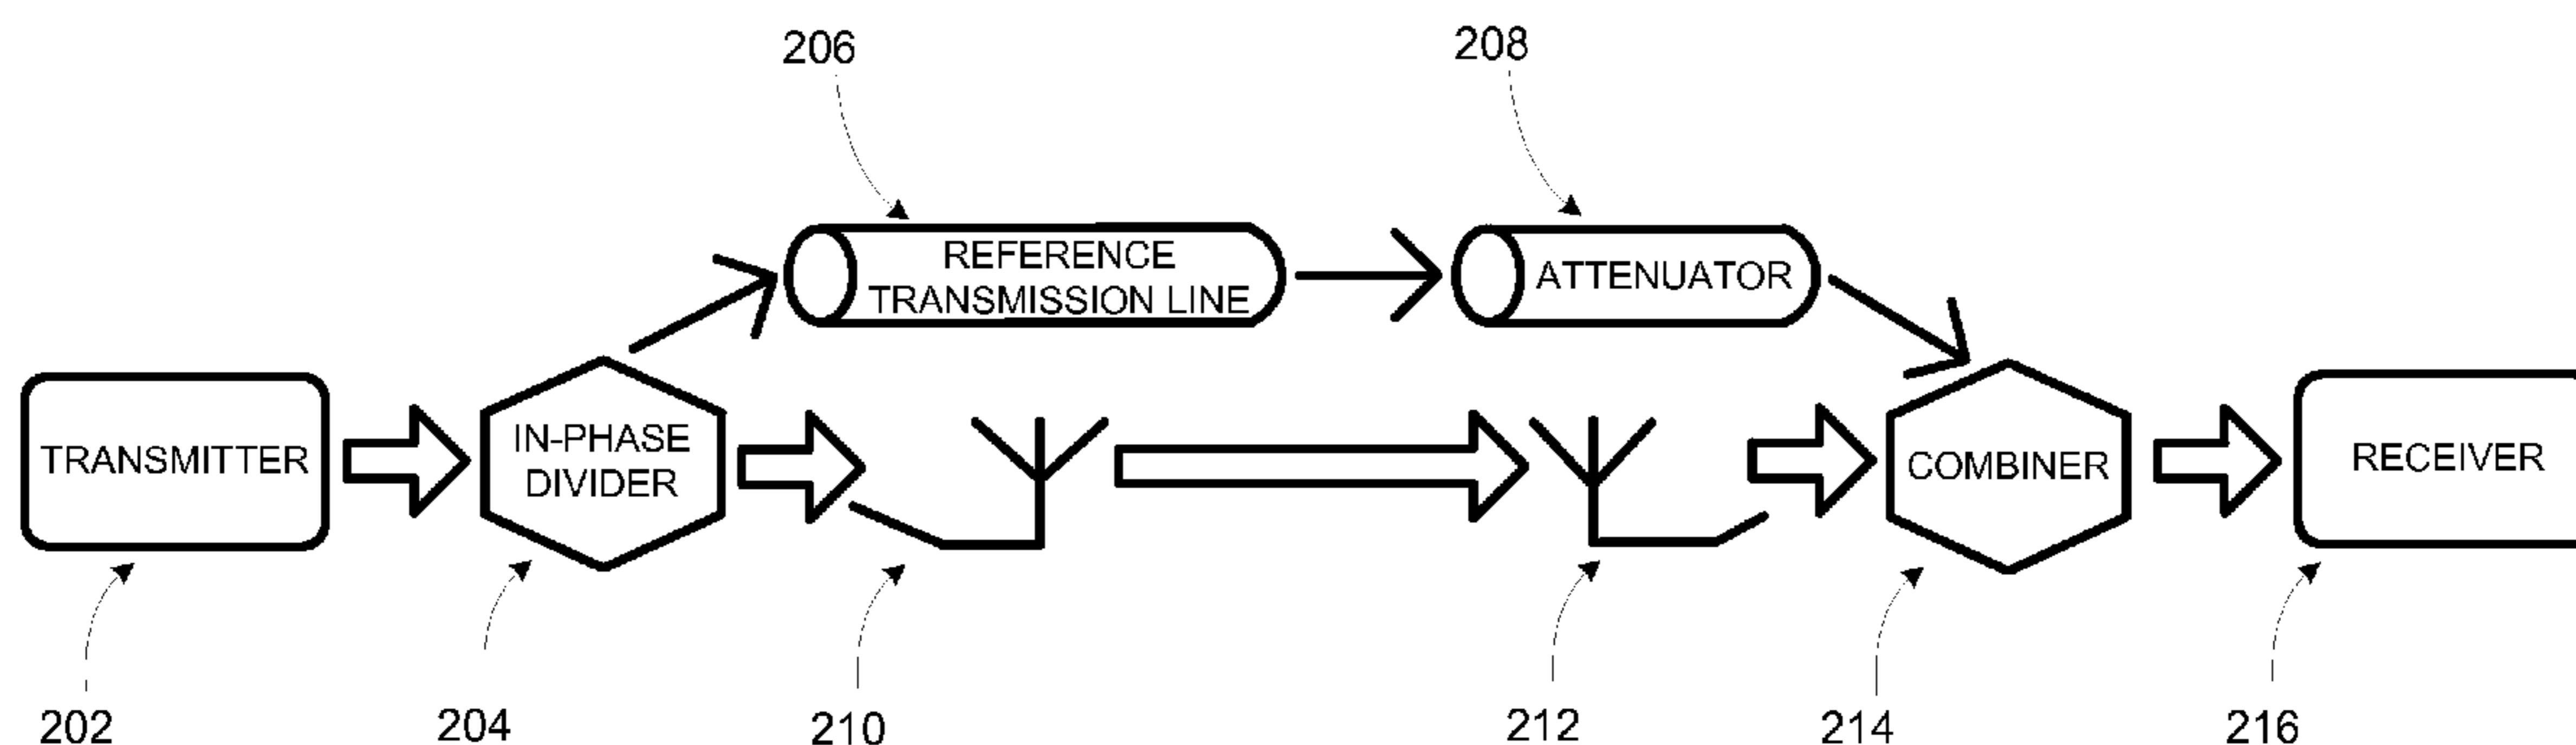 206
208
REFERENCE
TRANSMISSION LINE
ATTENUATOR
TRANSMITTER
IN-PHASE
DIVIDER
COMBINER
RECEIVER
202
204
210
212
214
216